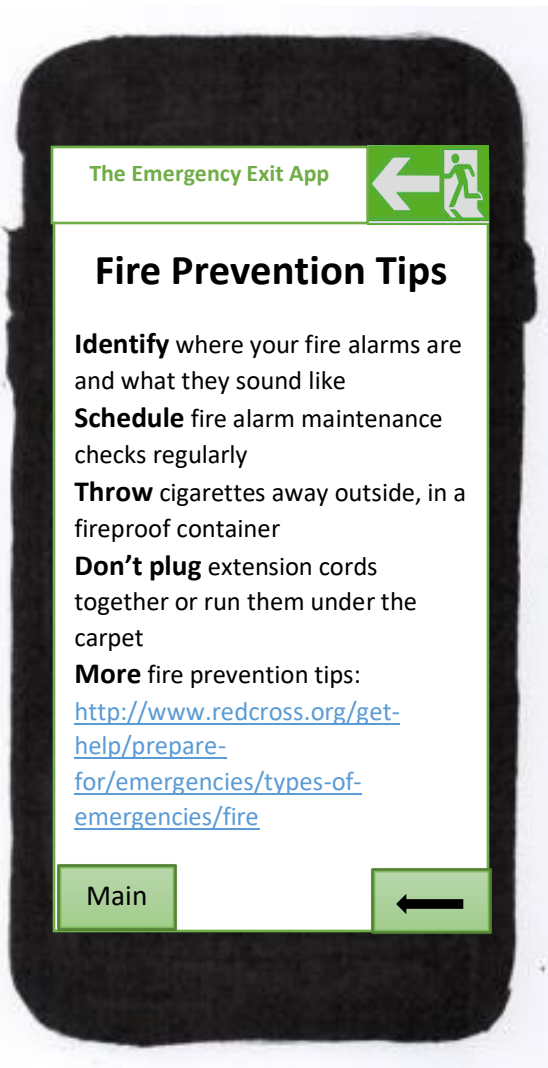 The Emergency Exit App
Fire Prevention Tips
Identify where your fire alarms are
and what they sound like
Schedule fire alarm maintenance
checks regularly
Throw cigarettes away outside, in a
fireproof container
Don’t plug extension cords
together or run them under the
carpet
More fire prevention tips:
http://www.redcross.org/get-
help/prepare-
for/emergencies/types-of-
emergencies/fire
Main